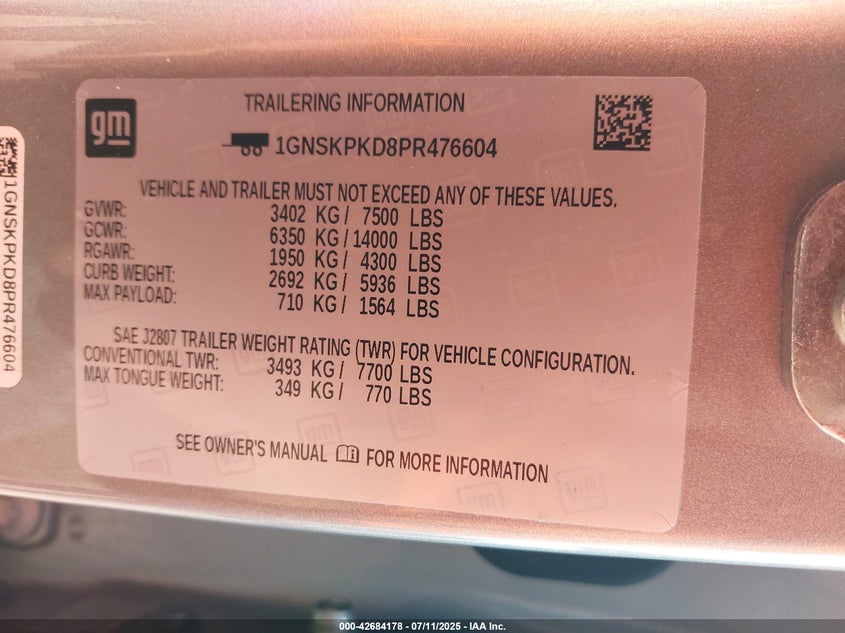 gm
TRAILERING INFORMATION
1GNSKPKD8PR476604
VEHICLE AND TRAILER MUST NOT EXCEED ANY OF THESE VALUES.
GVWR: 3402 KG / 7500 LBS
GCWR: 6350 KG / 14000 LBS
RGAWR: 1950 KG / 4300 LBS
CURB WEIGHT: 2692 KG / 5936 LBS
MAX PAYLOAD: 710 KG / 1564 LBS
SAE J2807 TRAILER WEIGHT RATING (TWR) FOR VEHICLE CONFIGURATION.
CONVENTIONAL TWR: 3493 KG / 7700 LBS
MAX TONGUE WEIGHT: 349 KG / 770 LBS
SEE OWNER'S MANUAL FOR MORE INFORMATION
1GNSKPKD8PR476604
000-42684178 - 07/11/2025 - IAA Inc.